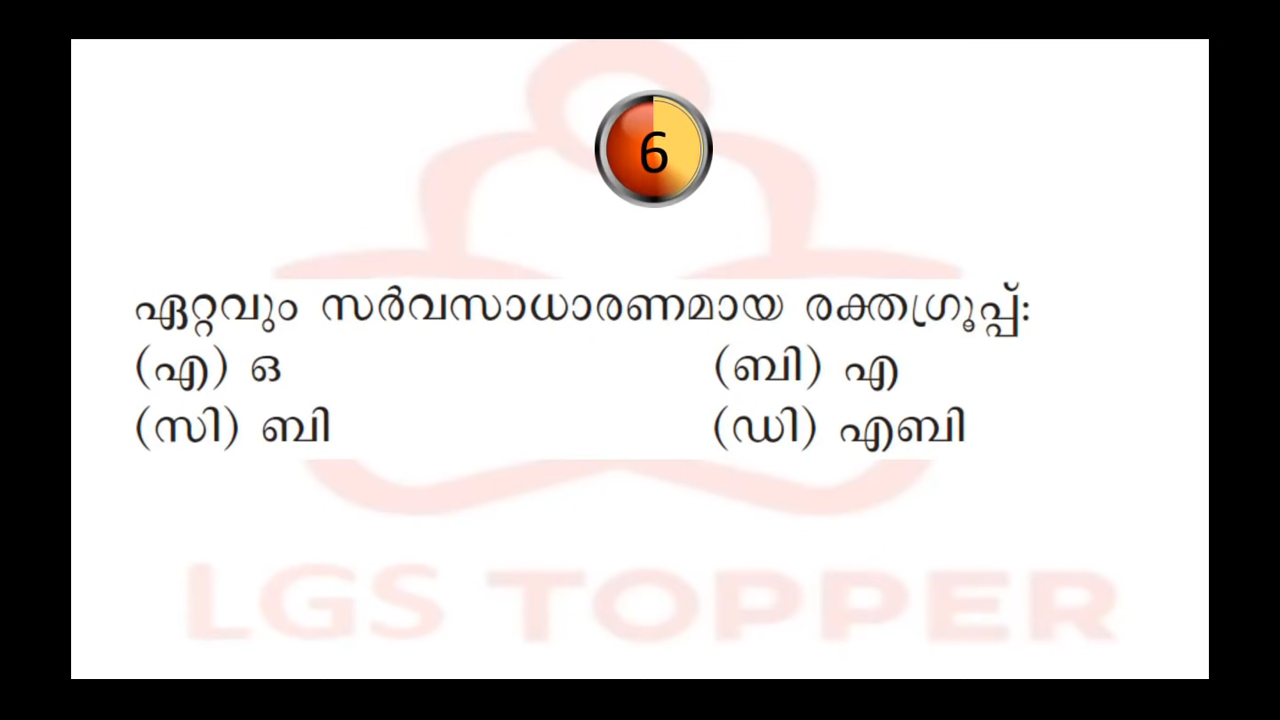 6
ഏറ്റവും സർവസാധാരണമായ രക്തഗ്രൂപ്പ്:
(എ) ഒ (ബി) എ
(സി) ബി (ഡി) എബി
LGS TOPPER